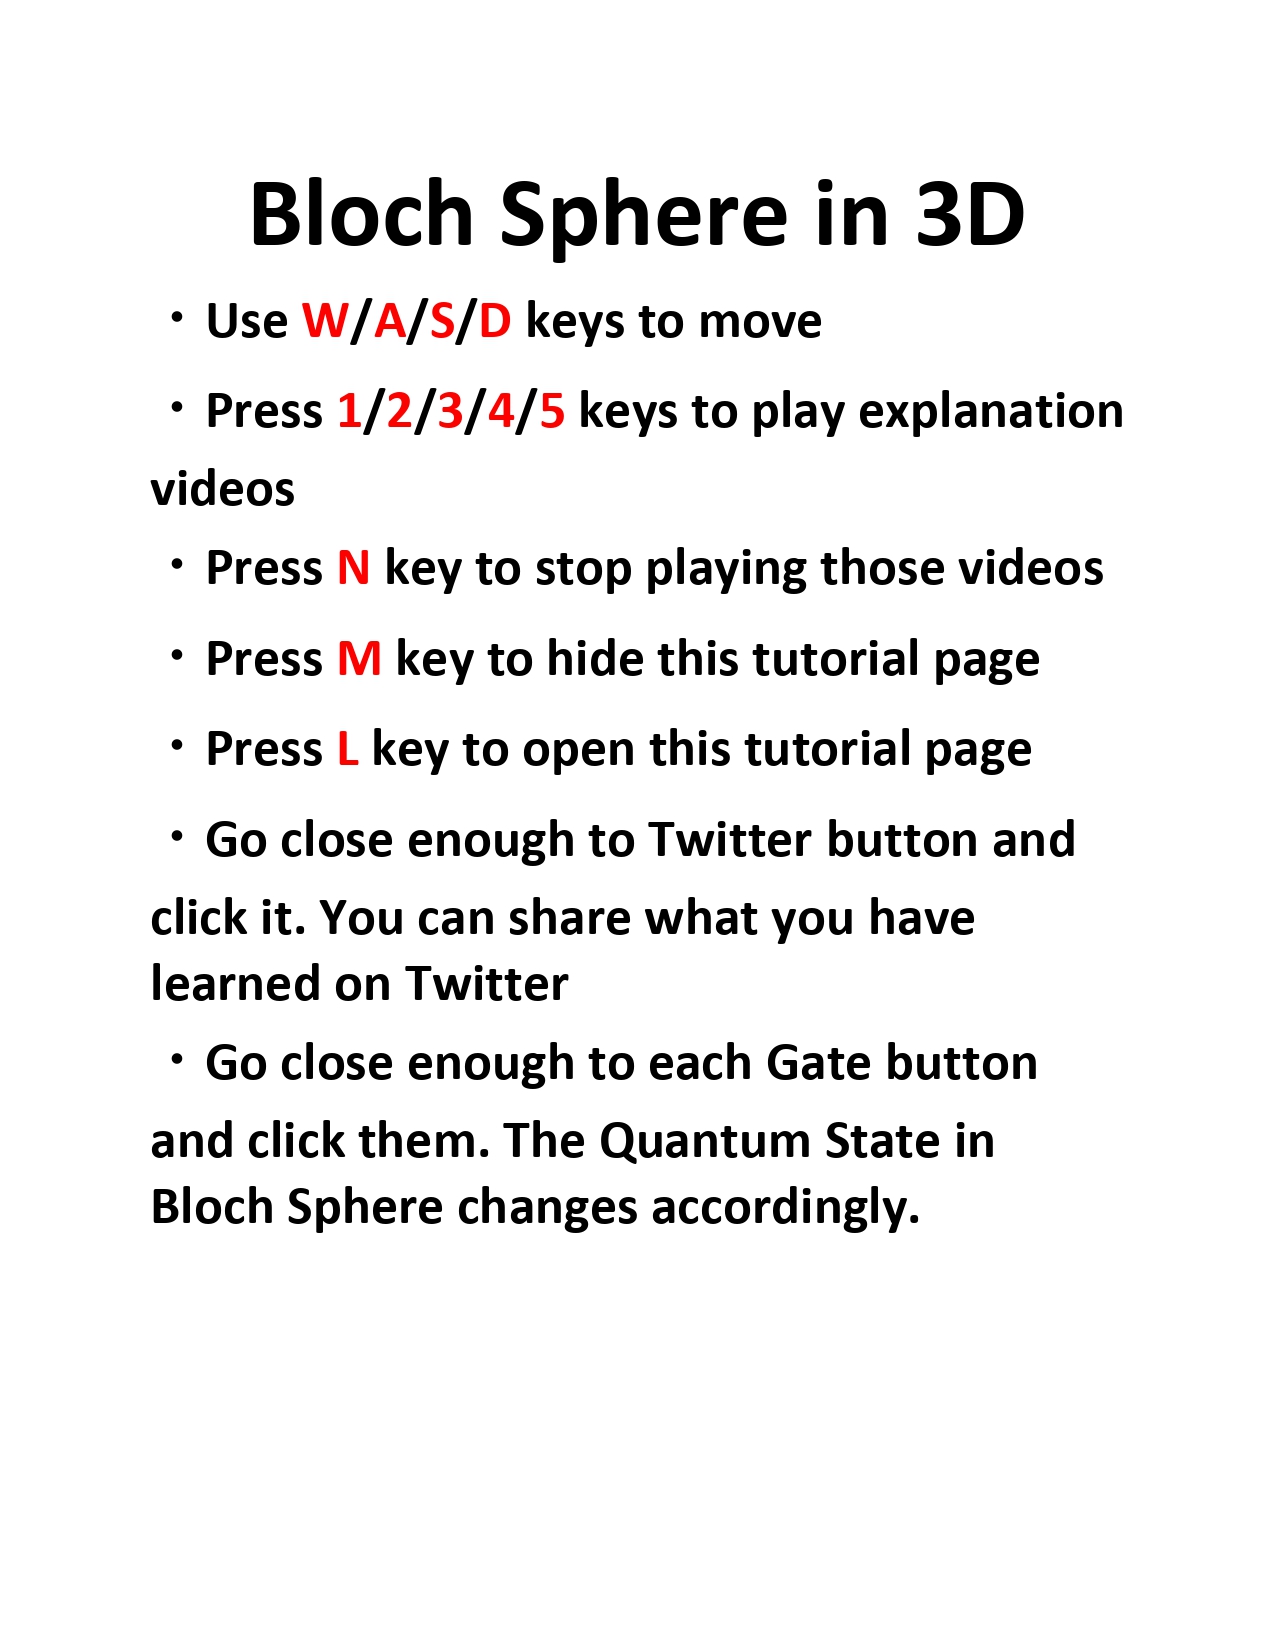 Bloch Sphere in 3D
・Use W/A/S/D keys to move
・Press 1/2/3/4/5 keys to play explanation
videos
・Press N key to stop playing those videos
・Press M key to hide this tutorial page
・Press L key to open this tutorial page
・Go close enough to Twitter button and
click it. You can share what you have
learned on Twitter
・Go close enough to each Gate button
and click them. The Quantum State in
Bloch Sphere changes accordingly.